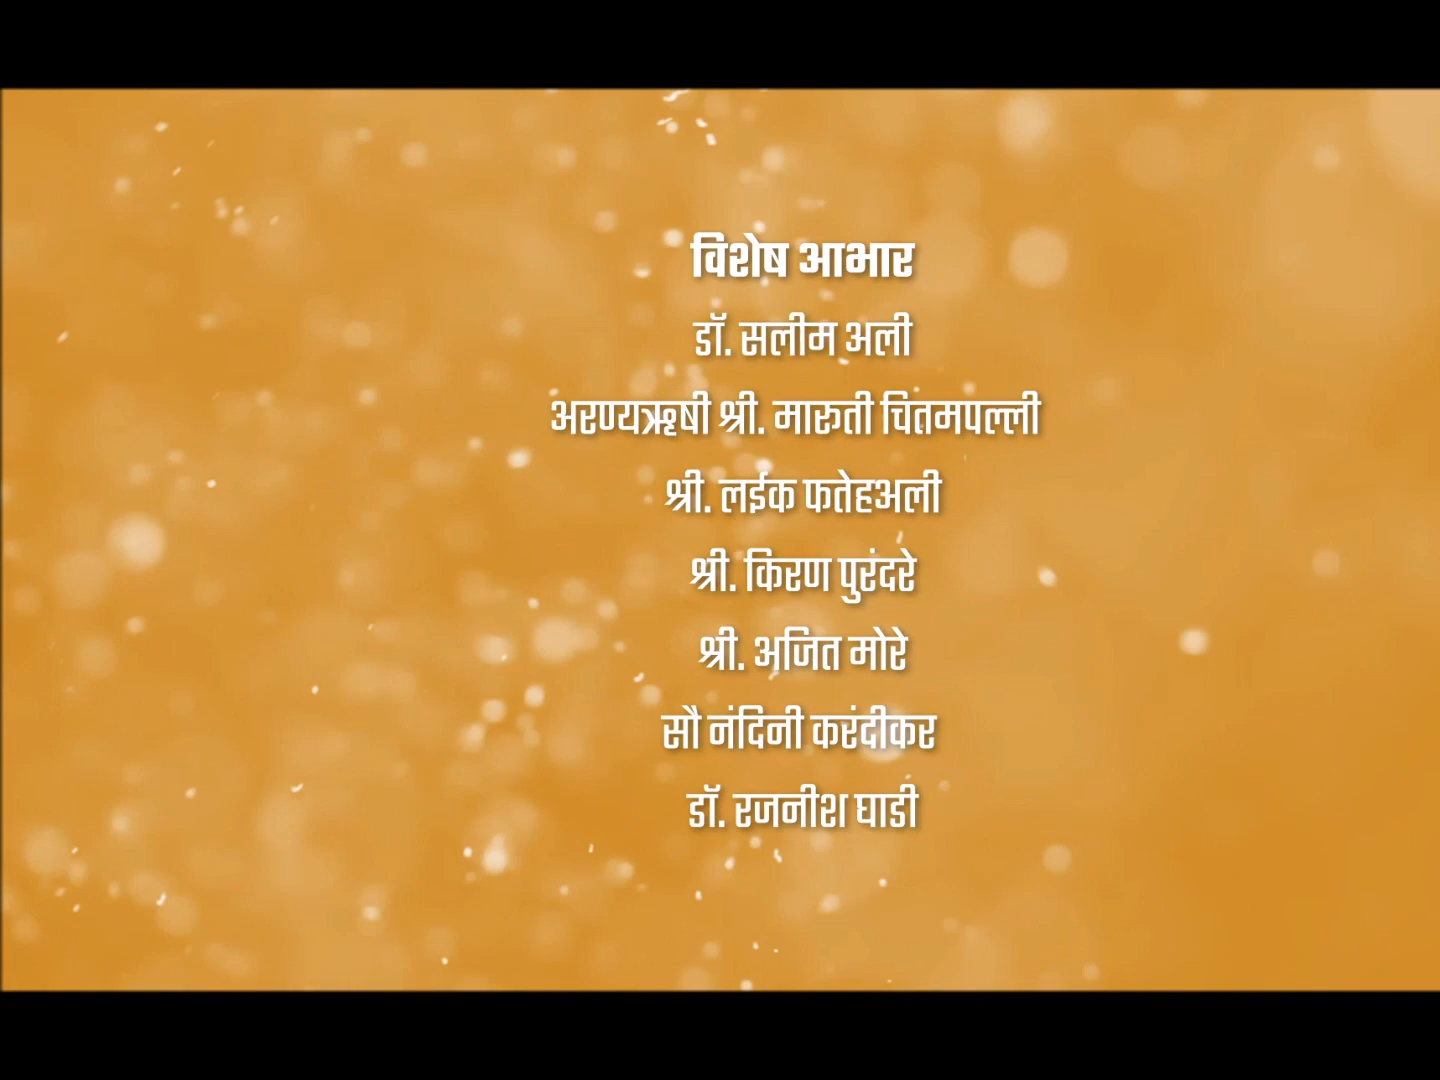 विशेष आभार
डॉ. सलीम अली
अरण्यऋषी श्री. मारुती चितमपल्ली
श्री. लईक फतेहअली
श्री. किरण पुरंदरे
श्री. अजित मोरे
सौ नंदिनी करंदीकर
डॉ. रजनीश घाडी